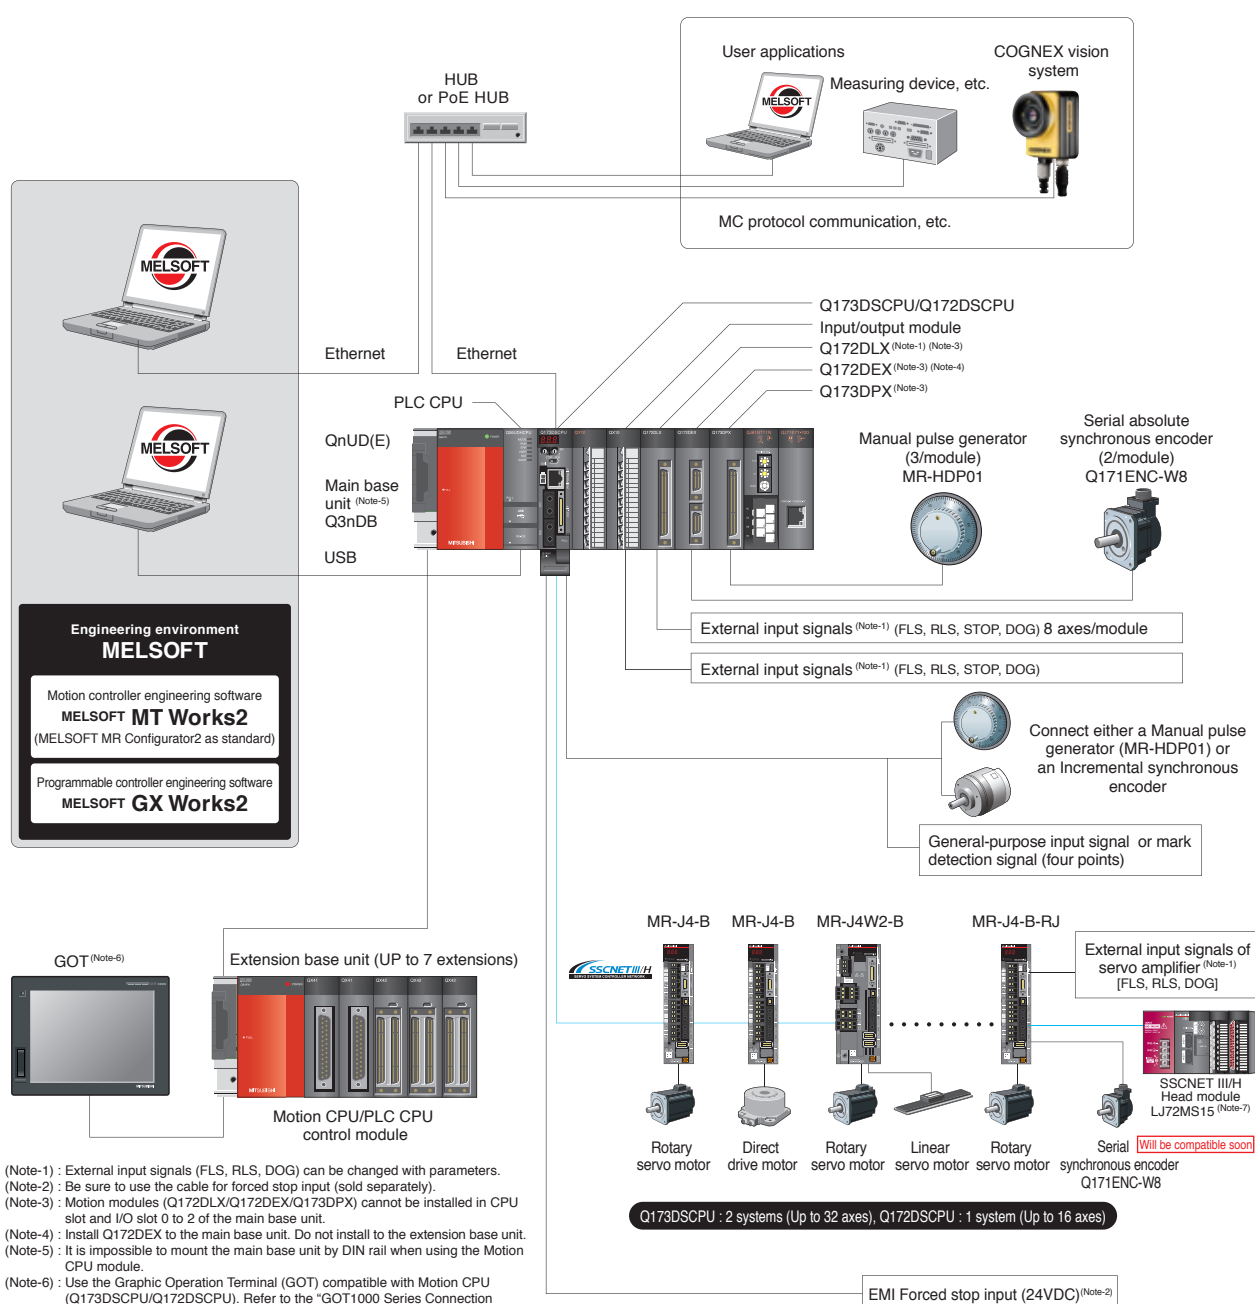 User applications
COGNEX vision
system
Measuring device, etc.
HUB
or PoE HUB
MELSOFT
MC protocol communication, etc.
MELSOFT
MELSOFT
Ethernet
Ethernet
Q173DSCPU/Q172DSCPU
Input/output module
Q172DLX (Note-1) (Note-3)
Q172DEX (Note-3) (Note-4)
Q173DPX (Note-3)
PLC CPU
QnUD(E)
Main base
unit (Note-5)
Q3nDB
USB
MITSUBISHI
Manual pulse generator
(3/module)
MR-HDP01
Serial absolute
synchronous encoder
(2/module)
Q171ENC-W8
External input signals (Note-1) (FLS, RLS, STOP, DOG) 8 axes/module
External input signals (Note-1) (FLS, RLS, STOP, DOG)
Engineering environment
MELSOFT
Motion controller engineering software
MELSOFT MT Works2
(MELSOFT MR Configurator2 as standard)
Programmable controller engineering software
MELSOFT GX Works2
Connect either a Manual pulse
generator (MR-HDP01) or
an Incremental synchronous
encoder
General-purpose input signal or mark
detection signal (four points)
MR-J4-B
MR-J4-B
MR-J4W2-B
MR-J4-B-RJ
SSCNET III/H
SERVO SYSTEM CONTROLLER NETWORK
External input signals of
servo amplifier (Note-1)
[FLS, RLS, DOG]
GOT (Note-6)
Extension base unit (UP to 7 extensions)
MITSUBISHI
Motion CPU/PLC CPU
control module
SSCNET III/H
Head module
LJ72MS15 (Note-7)
Will be compatible soon
Rotary
servo motor
Direct
drive motor
Rotary
servo motor
Linear
servo motor
Rotary
servo motor
Serial
synchronous encoder
Q171ENC-W8
Q173DSCPU : 2 systems (Up to 32 axes), Q172DSCPU : 1 system (Up to 16 axes)
(Note-1) : External input signals (FLS, RLS, DOG) can be changed with parameters.
(Note-2) : Be sure to use the cable for forced stop input (sold separately).
(Note-3) : Motion modules (Q172DLX/Q172DEX/Q173DPX) cannot be installed in CPU
slot and I/O slot 0 to 2 of the main base unit.
(Note-4) : Install Q172DEX to the main base unit. Do not install to the extension base unit.
(Note-5) : It is impossible to mount the main base unit by DIN rail when using the Motion
CPU module.
(Note-6) : Use the Graphic Operation Terminal (GOT) compatible with Motion CPU
(Q173DSCPU/Q172DSCPU). Refer to the "GOT1000 Series Connection
EMI Forced stop input (24VDC) (Note-2)